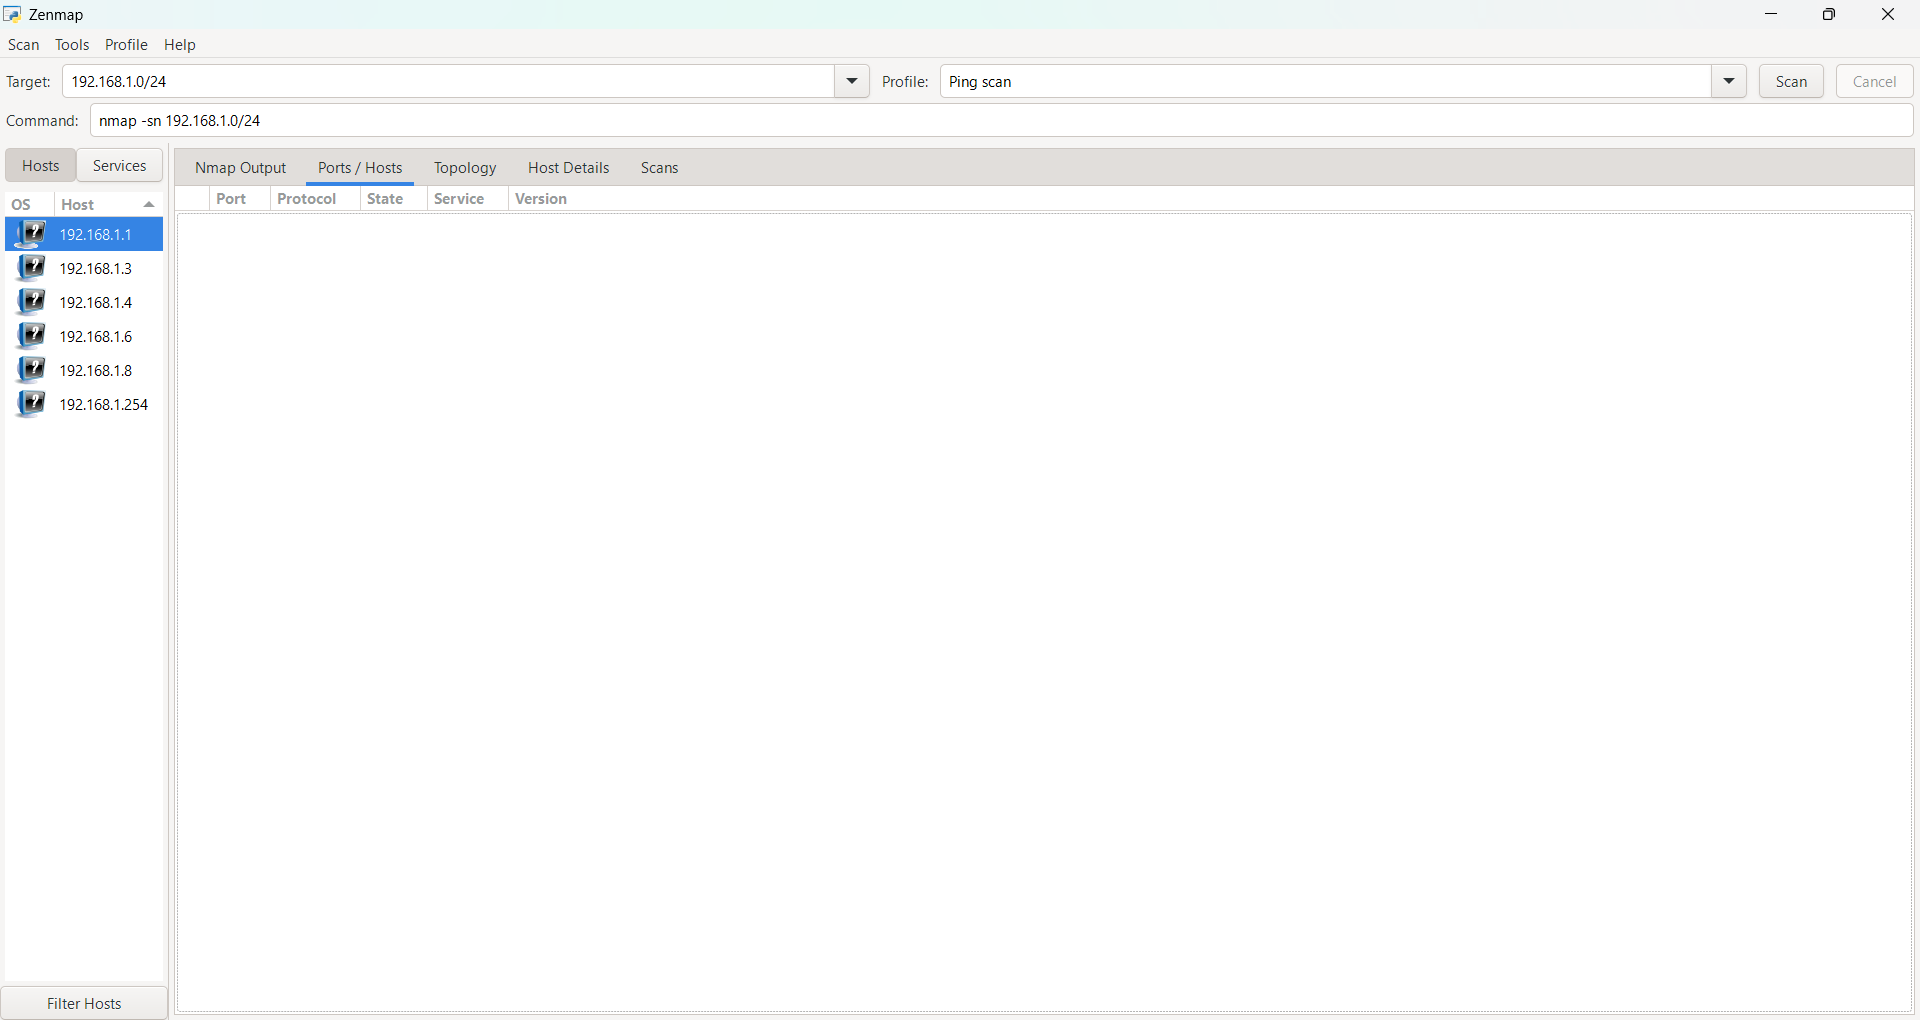 Zenmap
Scan Tools Profile Help
Target: 192.168.1.0/24 Profile: Ping scan Scan Cancel
Command: nmap -sn 192.168.1.0/24
Hosts Services
Nmap Output Ports / Hosts Topology Host Details Scans
OS Host
Port Protocol State Service Version
? 192.168.1.1
? 192.168.1.3
? 192.168.1.4
? 192.168.1.6
? 192.168.1.8
? 192.168.1.254
Filter Hosts